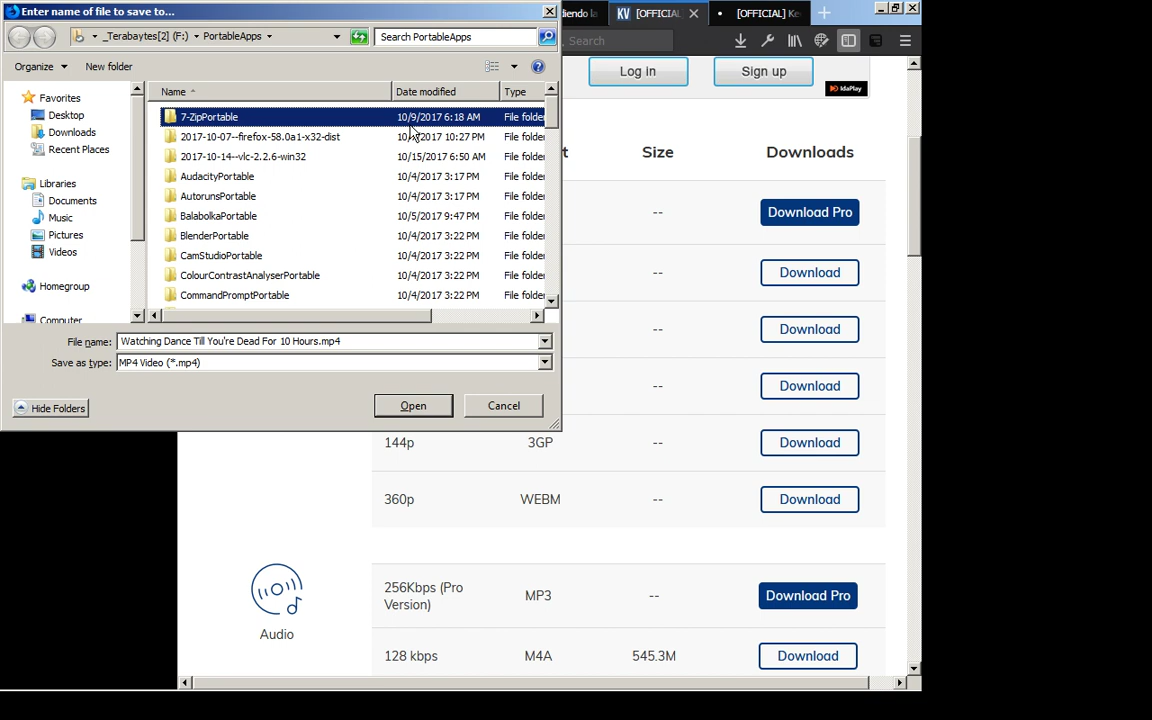 Enter name of file to save to...
diendo la
KV [OFFICIAL
[OFFICIAL] Ke
_Terabytes[2] (F:) PortableApps
Search PortableApps
Search
Organize New folder
Log in
Sign up
IdaPlay
Favorites
Desktop
Downloads
Recent Places
Libraries
Documents
Music
Pictures
Videos
Homegroup
Computer
Name Date modified Type
7-ZipPortable 10/9/2017 6:18 AM File folder
2017-10-07--firefox-58.0a1-x32-dist 2017 10:27 PM File folder
2017-10-14--vlc-2.2.6-win32 10/15/2017 6:50 AM File folder
AudacityPortable 10/4/2017 3:17 PM File folder
AutorunsPortable 10/4/2017 3:17 PM File folder
BalabolkaPortable 10/5/2017 9:47 PM File folder
BlenderPortable 10/4/2017 3:22 PM File folder
CamStudioPortable 10/4/2017 3:22 PM File folder
ColourContrastAnalyserPortable 10/4/2017 3:22 PM File folder
CommandPromptPortable 10/4/2017 3:22 PM File folder
File name: Watching Dance Till You're Dead For 10 Hours.mp4
Save as type: MP4 Video (*.mp4)
Hide Folders
Open
Cancel
t Size Downloads
-- Download Pro
-- Download
-- Download
-- Download
144p 3GP -- Download
360p WEBM -- Download
Audio
256Kbps (Pro Version) MP3 -- Download Pro
128 kbps M4A 545.3M Download